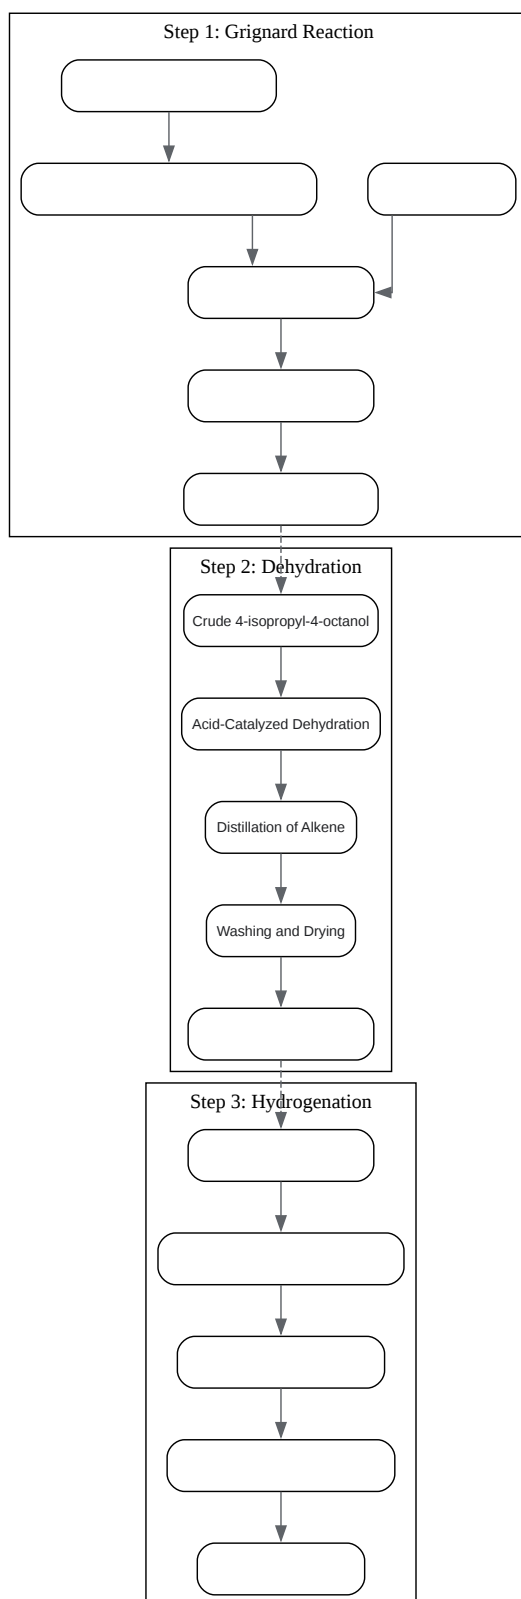 Step 1: Grignard Reaction
Step 2: Dehydration
Crude 4-isopropyl-4-octanol
Acid-Catalyzed Dehydration
Distillation of Alkene
Washing and Drying
Step 3: Hydrogenation